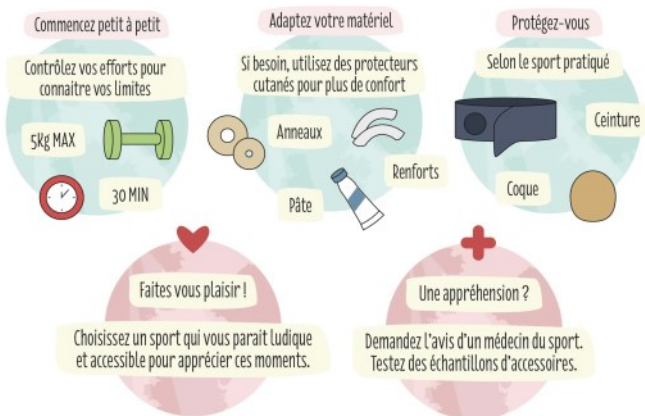 Commencez petit à petit
Contrôlez vos efforts pour
connaitre vos limites
5kg MAX
30 MIN
Adaptez votre matériel
Si besoin, utilisez des protecteurs
cutanés pour plus de confort
Anneaux
Renforts
Pâte
Protégez-vous
Selon le sport pratiqué
Ceinture
Coque
Faites vous plaisir !
Choisissez un sport qui vous parait ludique
et accessible pour apprécier ces moments.
Une appréhension ?
Demandez l'avis d'un médecin du sport.
Testez des échantillons d'accessoires.